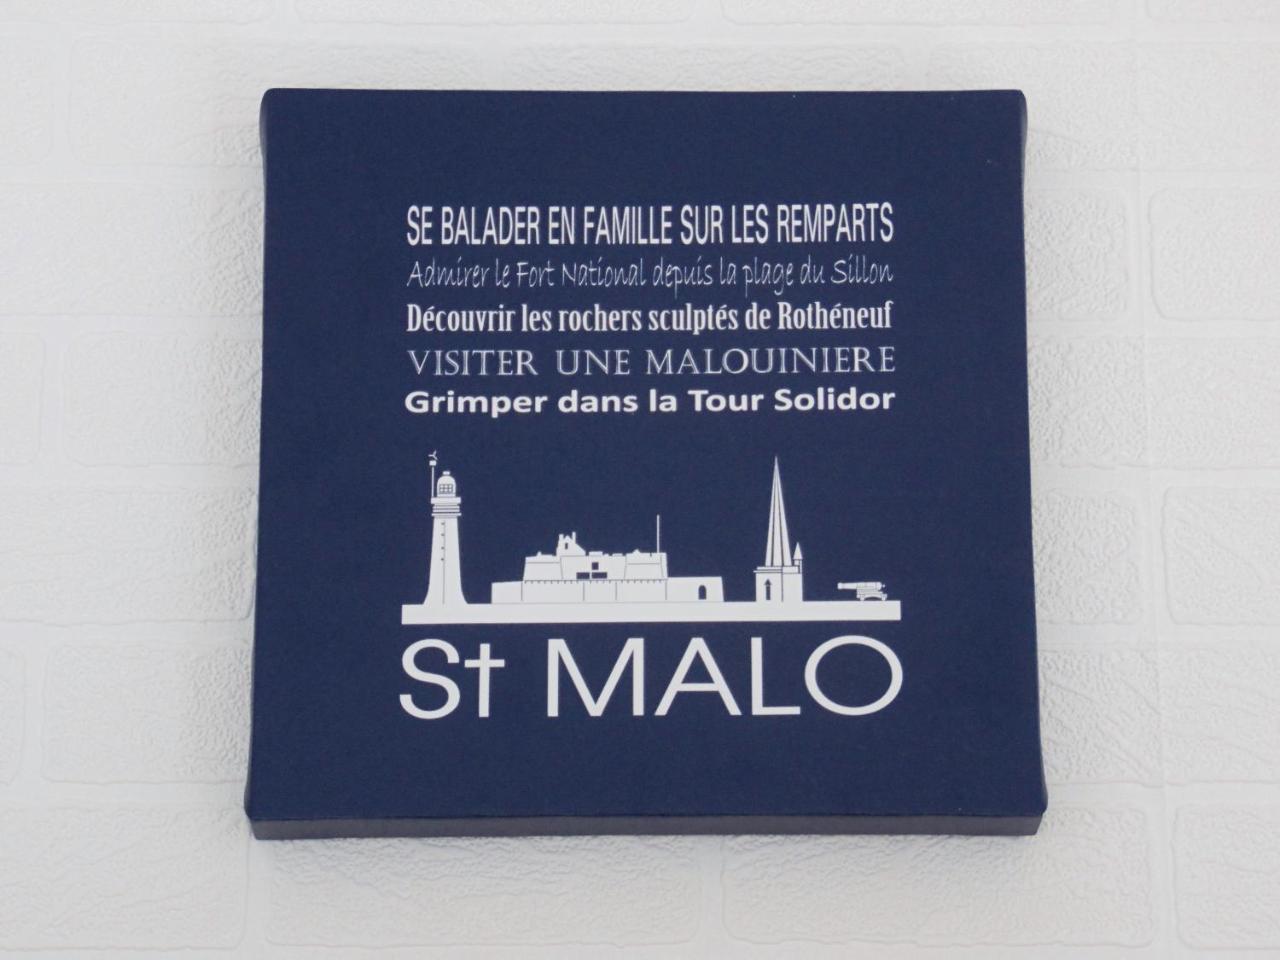 SE BALADER EN FAMILLE SUR LES REMPARTS
Admirer le Fort National depuis la plage du Sillon
Découvrir les rochers sculptés de Rothéneuf
VISITER UNE MALOUINIERE
Grimper dans la Tour Solidor
St MALO